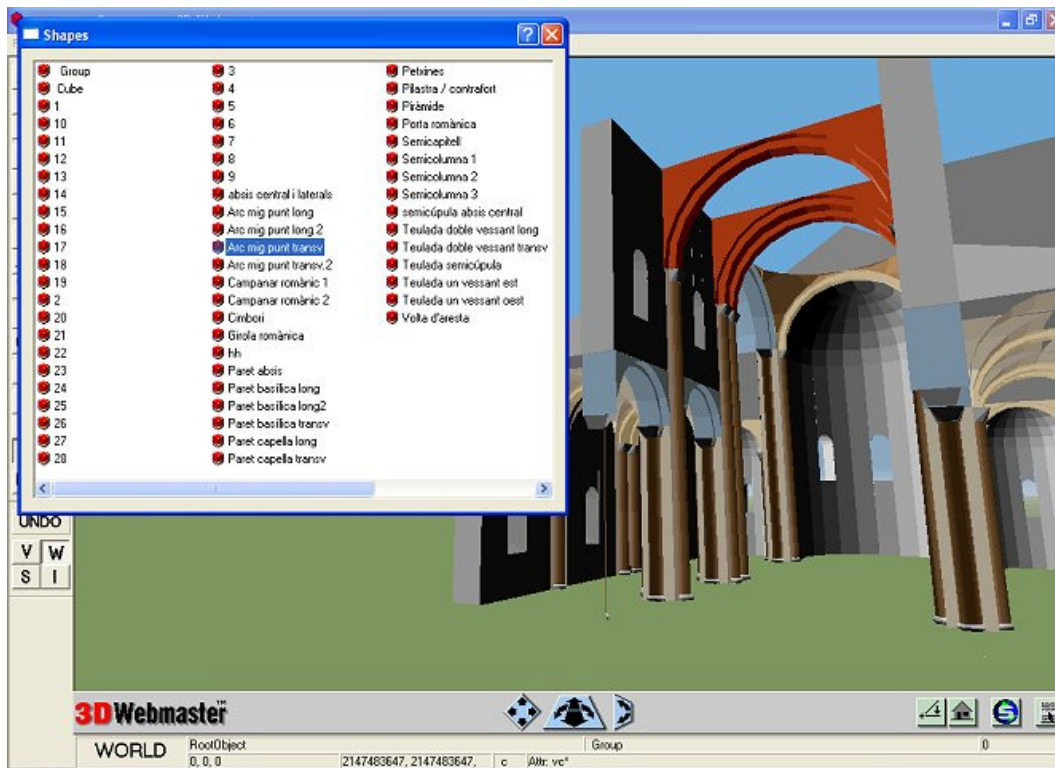 Shapes
Group
Cube
1
10
11
12
13
14
15
16
17
18
19
2
20
21
22
23
24
25
26
27
28
3
4
5
6
7
8
9
absis central i laterals
Arc mig punt long
Arc mig punt long 2
Arc mig punt transv
Arc mig punt transv.2
Campanar romànic 1
Campanar romànic 2
Cimbori
Girola romànica
hh
Paret absis
Paret basílica long
Paret basílica long2
Paret basílica transv
Paret capella long
Paret capella transv
Petxines
Pilastra / contrafort
Piràmide
Porta romànica
Semicapitell
Semicolumna 1
Semicolumna 2
Semicolumna 3
semicúpula absis central
Teulada doble vessant long
Teulada doble vessant transv
Teulada semicúpula
Teulada un vessant est
Teulada un vessant oest
Volta d'aresta
UNDO
V W
S I
3DWebmaster™
WORLD
RootObject Group 0
0, 0, 0 2147483647, 2147483647, c Attr: vc*